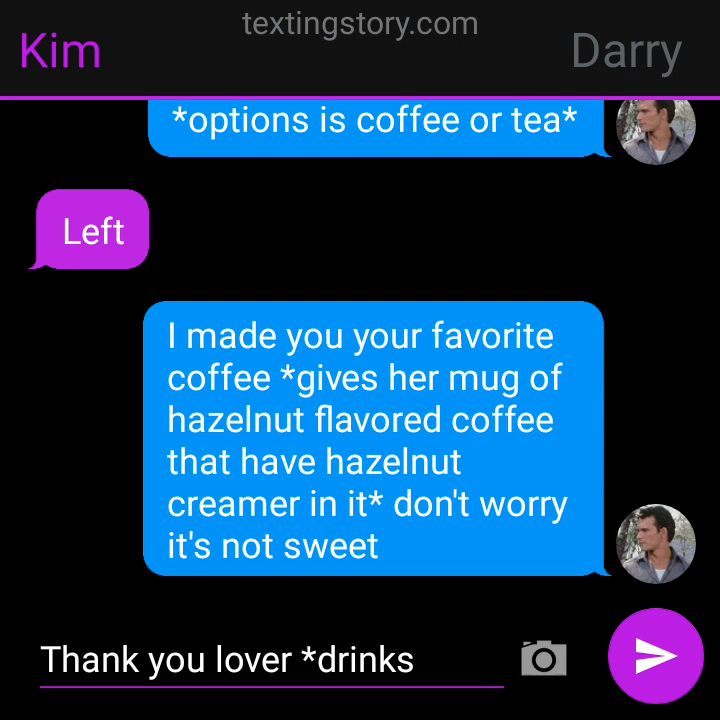 textingstory.com
Kim
Darry
*options is coffee or tea*
Left
I made you your favorite
coffee *gives her mug of
hazelnut flavored coffee
that have hazelnut
creamer in it* don't worry
it's not sweet
Thank you lover *drinks